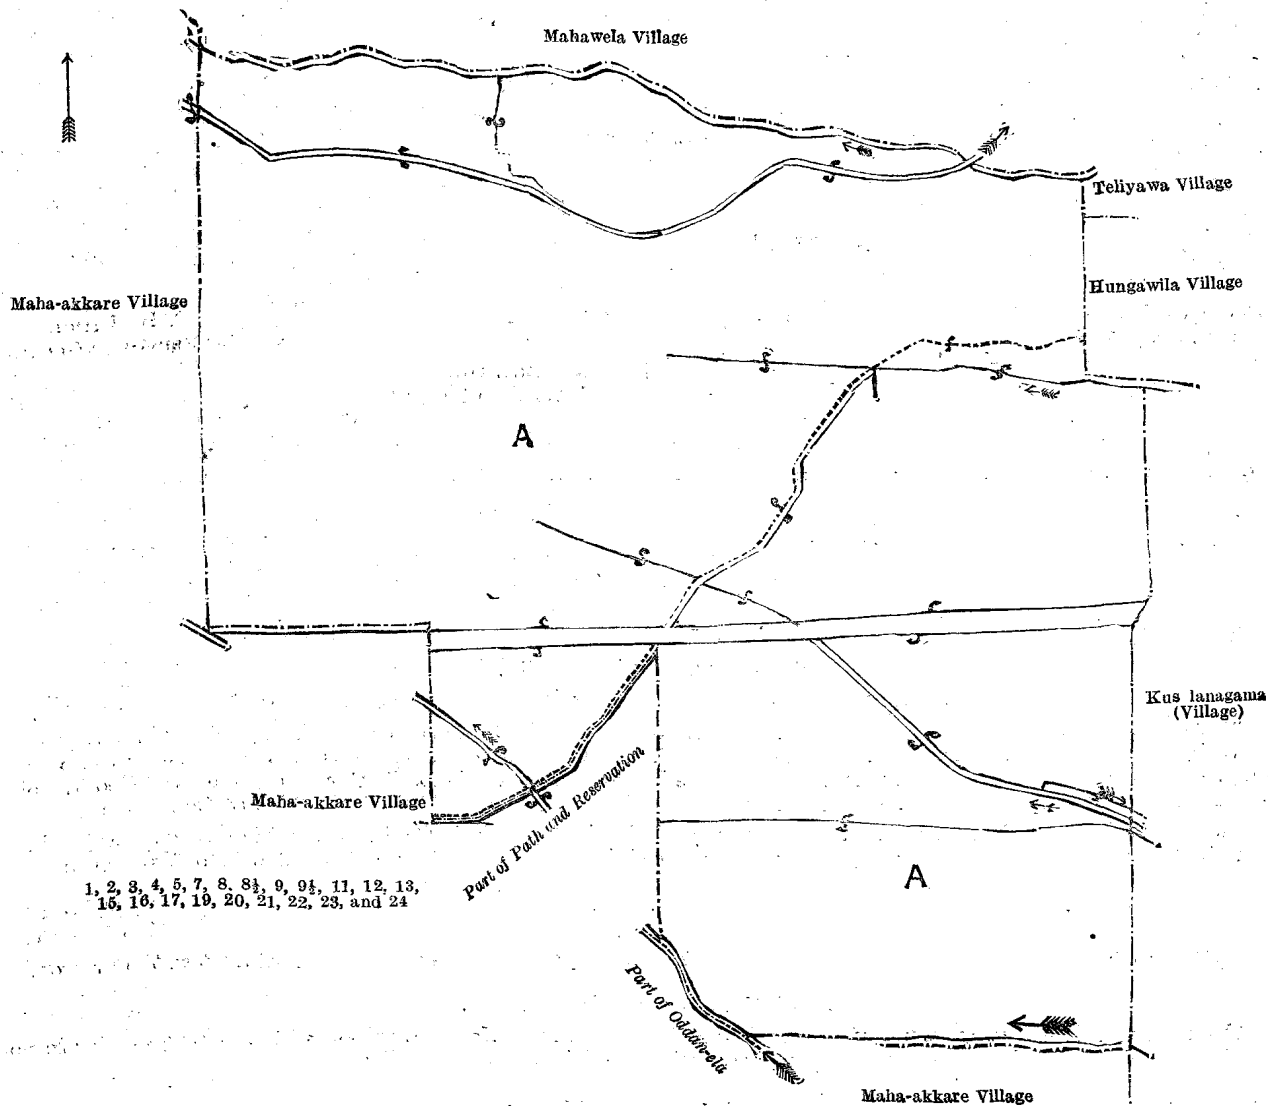 Mahawela Village
Teliyawa Village
Hungawila Village
Maha-akkare Village
A
Kus lanagama
(Village)
Maha-akkare Village
Part of Path and Reservation
1, 2, 3, 4, 5, 7, 8, 8½, 9, 9½, 11, 12, 13,
15, 16, 17, 19, 20, 21, 22, 23, and 24
A
Part of Oddan-ela
Maha-akkare Village